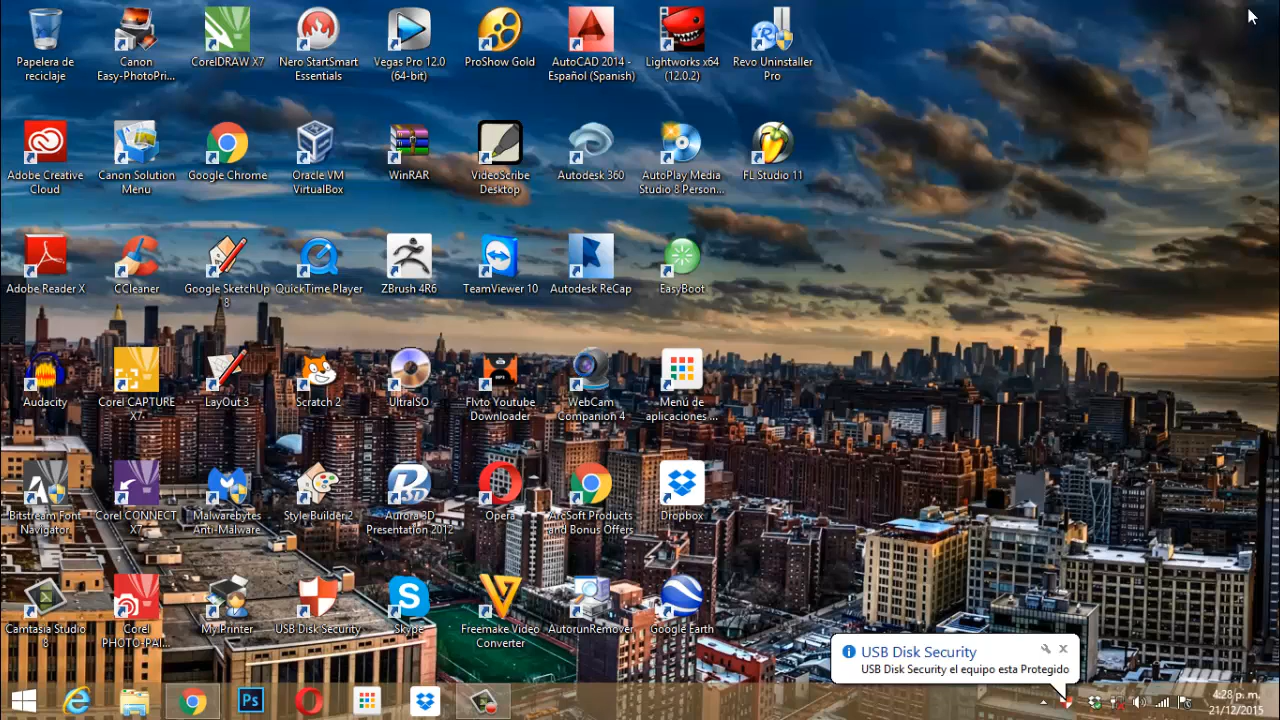 Papelera de
reciclaje
Canon
Easy-PhotoPri...
CorelDRAW X7
Nero StartSmart
Essentials
Vegas Pro 12.0
(64-bit)
ProShow Gold
AutoCAD 2014 -
Español (Spanish)
Lightworks x64
(12.0.2)
Revo Uninstaller
Pro
Adobe Creative
Cloud
Canon Solution
Menu
Google Chrome
Oracle VM
VirtualBox
WinRAR
VideoScribe
Desktop
Autodesk 360
AutoPlay Media
Studio 8 Person...
FL Studio 11
Adobe Reader X
CCleaner
Google SketchUp
8
QuickTime Player
ZBrush 4R6
TeamViewer 10
Autodesk ReCap
EasyBoot
Audacity
Corel CAPTURE
X7
LayOut 3
Scratch 2
UltraISO
Flvto Youtube
Downloader
WebCam
Companion 4
Menú de
aplicaciones ...
Bitstream Font
Navigator
Corel CONNECT
X7
Malwarebytes
Anti-Malware
Style Builder 2
Aurora 3D
Presentation 2012
Opera
ArcSoft Products
and Bonus Offers
Dropbox
Camtasia Studio
8
Corel
PHOTO-PAI...
My Printer
USB Disk Security
Skype
Freemake Video
Converter
AutorunRemover
Google Earth
USB Disk Security
USB Disk Security el equipo esta Protegido
Ps
4:28 p. m.
21/12/2015